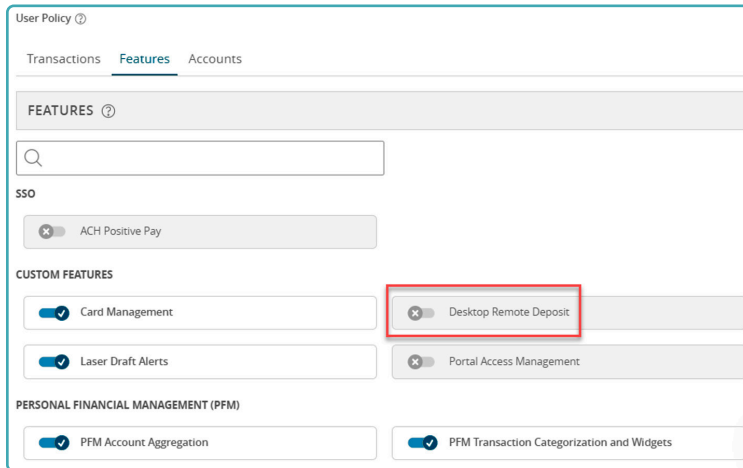 User Policy ?
Transactions Features Accounts
FEATURES ?
SSO
ACH Positive Pay
CUSTOM FEATURES
Card Management Desktop Remote Deposit
Laser Draft Alerts Portal Access Management
PERSONAL FINANCIAL MANAGEMENT (PFM)
PFM Account Aggregation PFM Transaction Categorization and Widgets